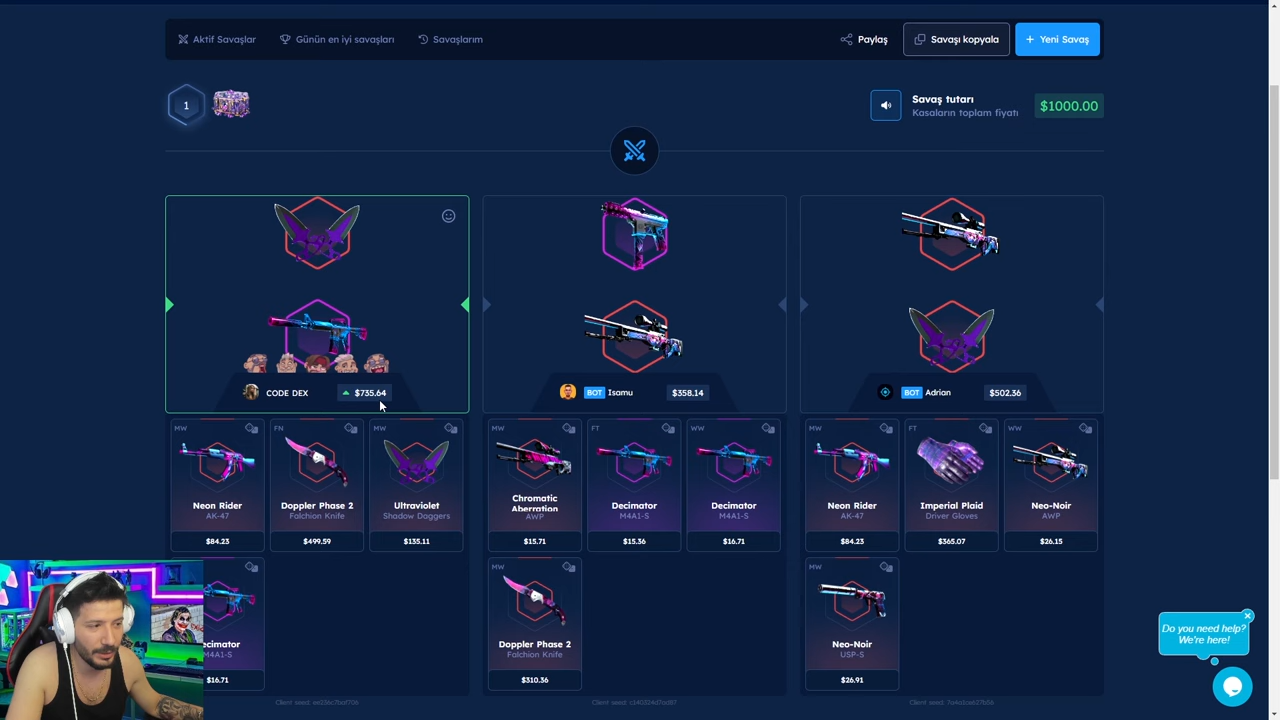 Aktif Savaşlar
Günün en iyi savaşları
Savaşlarım
Paylaş
Savaşı kopyala
+ Yeni Savaş
1
Savaş tutarı
Kasaların toplam fiyatı
$1000.00
CODE DEX
$735.64
BOT Isamu
$358.14
BOT Adrian
$502.36
MW
Neon Rider
AK-47
$84.23
FN
Doppler Phase 2
Falchion Knife
$499.59
MW
Ultraviolet
Shadow Daggers
$135.11
MW
Chromatic
Aberration
AWP
$15.71
FT
Decimator
M4A1-S
$15.36
WW
Decimator
M4A1-S
$16.71
MW
Neon Rider
AK-47
$84.23
FT
Imperial Plaid
Driver Gloves
$365.07
WW
Neo-Noir
AWP
$26.15
ecimator
M4A1-S
$16.71
MW
Doppler Phase 2
Falchion Knife
$310.36
MW
Neo-Noir
USP-S
$26.91
Do you need help?
We're here!
Client seed:
Client seed:
Client seed: